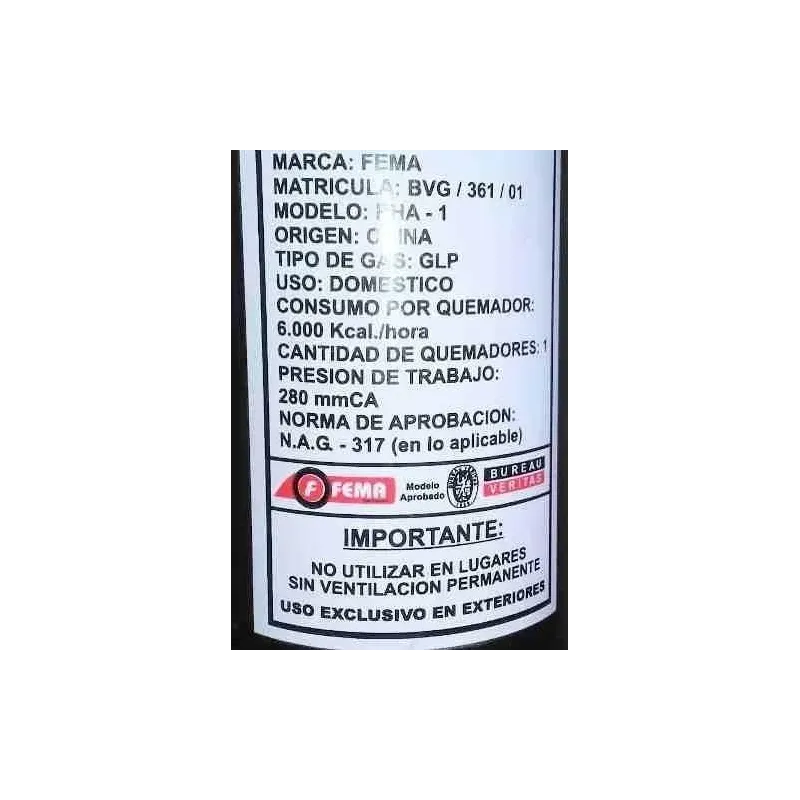 MARCA: FEMA
MATRICULA: BVG / 361 / 01
MODELO: - 1
ORIGEN: CHINA
TIPO DE GAS: GLP
USO: DOMESTICO
CONSUMO POR QUEMADOR:
6.000 Kcal./hora
CANTIDAD DE QUEMADORES: 1
PRESION DE TRABAJO:
280 mmCA
NORMA DE APROBACION:
N.A.G. - 317 (en lo aplicable)
F FEMA
Modelo
Aprobado
BUREAU
VERITAS
IMPORTANTE:
NO UTILIZAR EN LUGARES
SIN VENTILACION PERMANENTE
USO EXCLUSIVO EN EXTERIORES